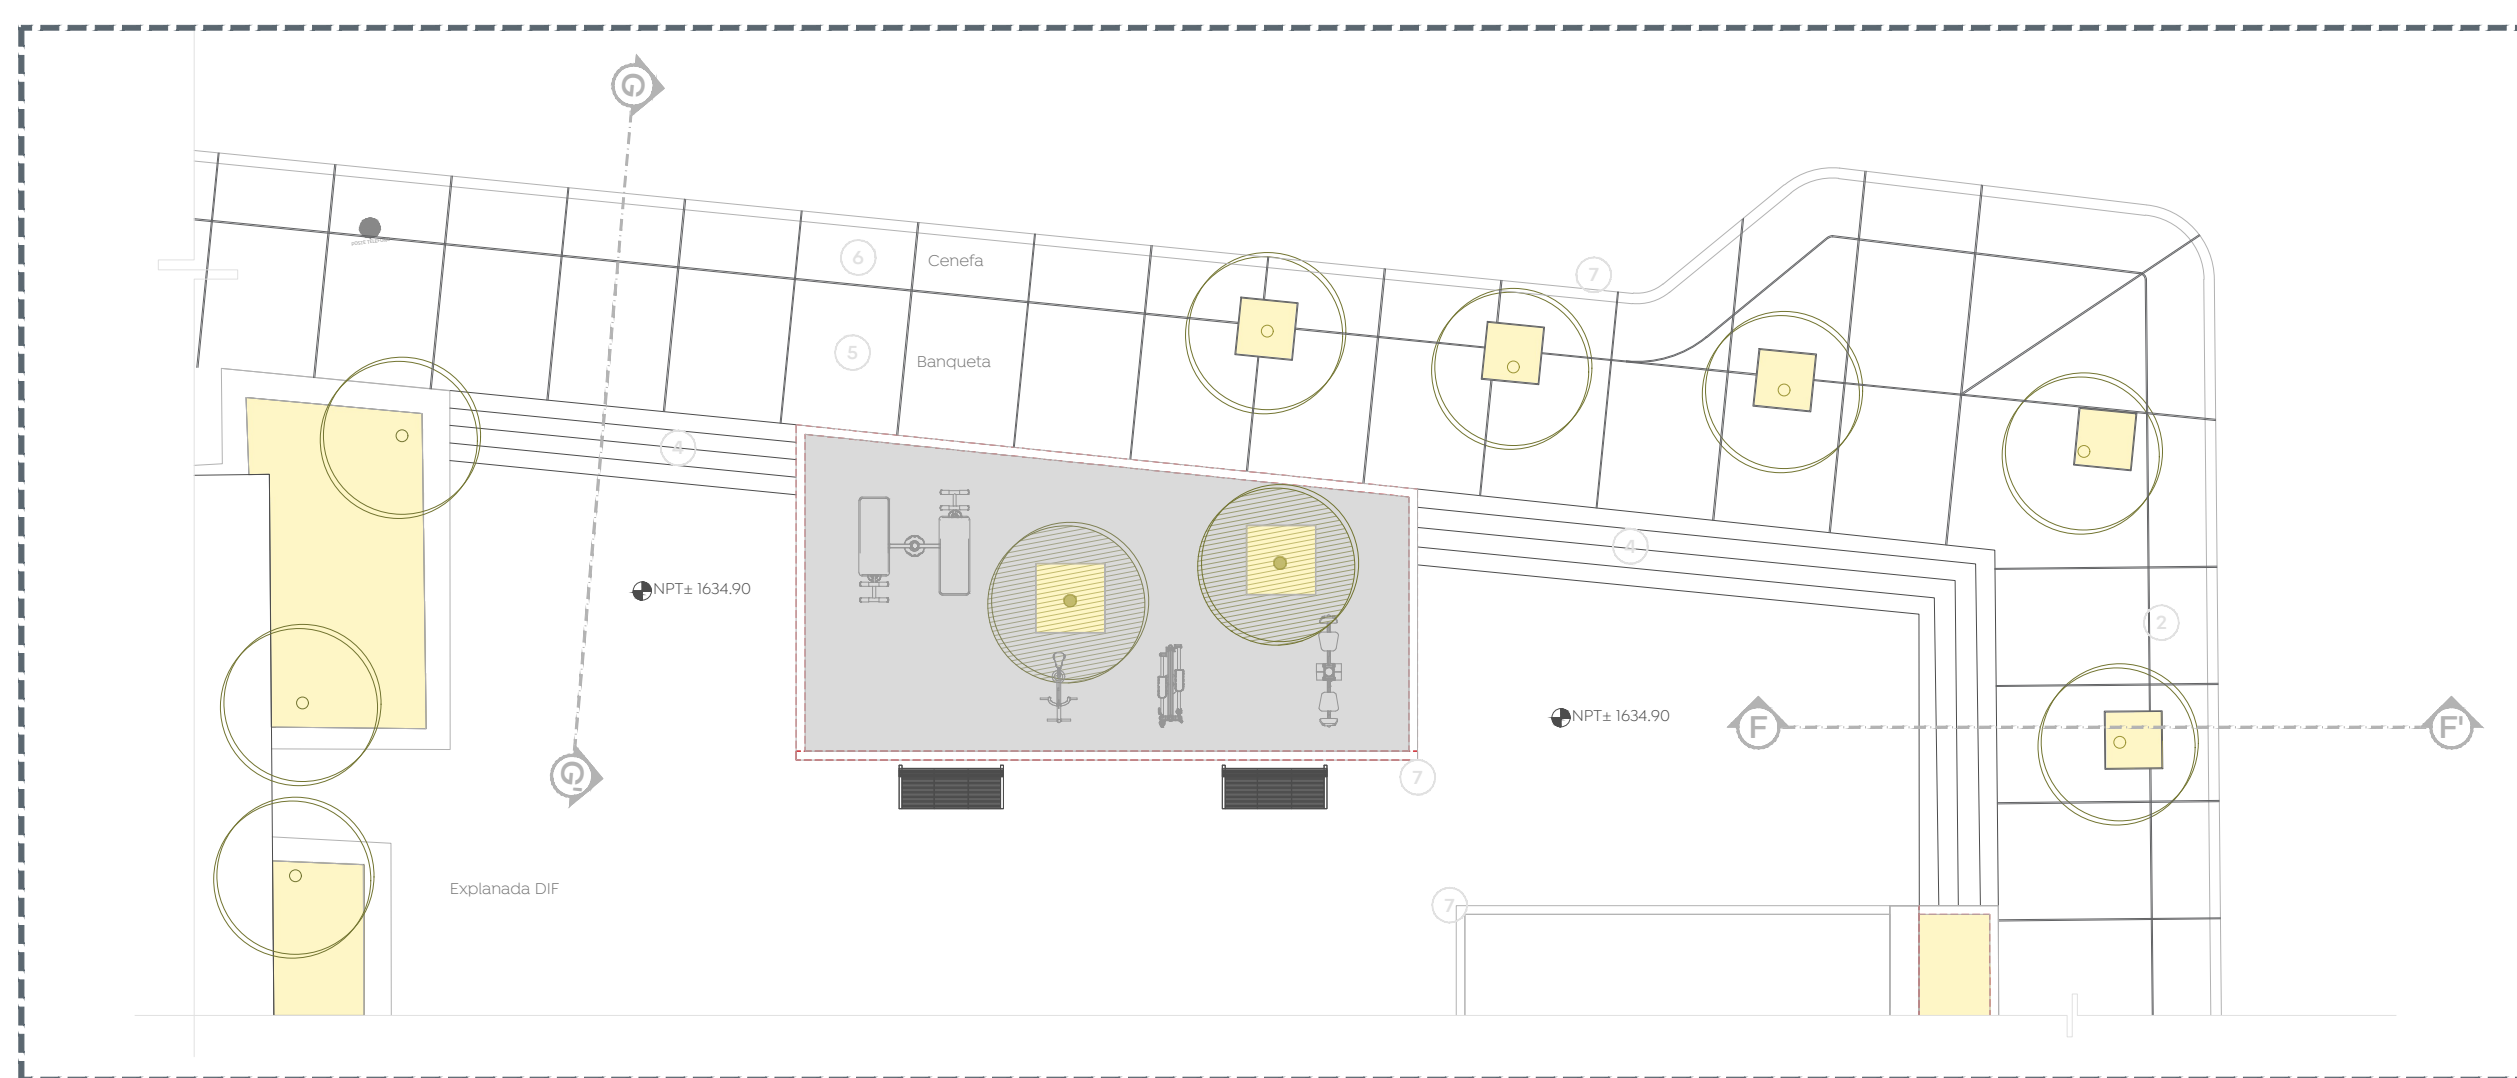 G
6
Cenefa
7
5
Banqueta
4
4
NPT± 1634.90
2
NPT± 1634.90
F
F'
G'
7
Explanada DIF
7